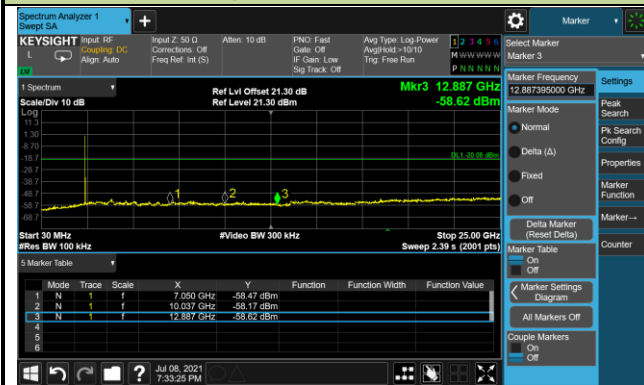 Spectrum Analyzer 1
Swept SA
+
Marker
KEYSIGHT
L
Input: RF
Coupling: DC
Align: Auto
Input Z: 50 Ω
Corrections: Off
Freq Ref: Int (S)
Atten: 10 dB
PNO: Fast
Gate: Off
IF Gain: Low
Sig Track: Off
Avg Type: Log-Power
Avg|Hold:>10/10
Trig: Free Run
1 2 3 4 5 6
M W W W W W
P N N N N N
Select Marker
Marker 3
1 Spectrum
Scale/Div 10 dB
Log
Ref Lvl Offset 21.30 dB
Ref Level 21.30 dBm
Mkr3 12.887 GHz
-58.62 dBm
11.3
1.30
-8.70
-18.7
-28.7
-38.7
-48.7
-58.7
-68.7
DL1 -20.08 dBm
1
2
3
Start 30 MHz
#Res BW 100 kHz
#Video BW 300 kHz
Stop 25.00 GHz
Sweep 2.39 s (2001 pts)
5 Marker Table
Mode Trace Scale X Y Function Function Width Function Value
1 N 1 f 7.050 GHz -58.47 dBm
2 N 1 f 10.037 GHz -58.17 dBm
3 N 1 f 12.887 GHz -58.62 dBm
4
5
6
?
Jul 08, 2021
7:33:25 PM
Marker Frequency
12.887395000 GHz
Marker Mode
Normal
Delta (Δ)
Fixed
Off
Delta Marker
(Reset Delta)
Marker Table
On
Off
Marker Settings
Diagram
All Markers Off
Couple Markers
On
Off
Settings
Peak
Search
Pk Search
Config
Properties
Marker
Function
Marker→
Counter